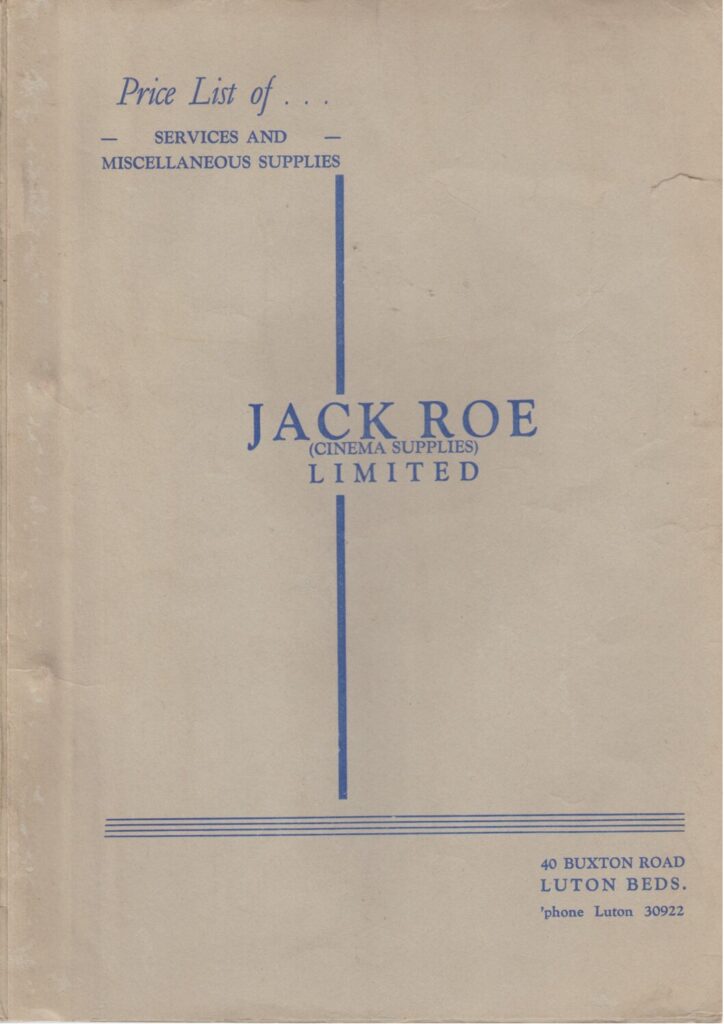 Price List of . . .
— SERVICES AND —
MISCELLANEOUS SUPPLIES
JACK ROE
(CINEMA SUPPLIES)
LIMITED
40 BUXTON ROAD
LUTON BEDS.
'phone Luton 30922